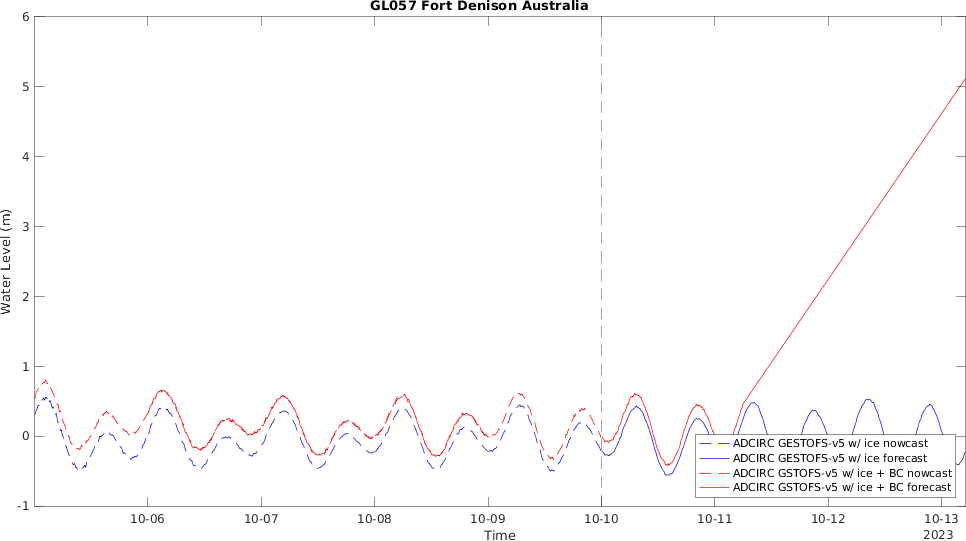 GL057 Fort Denison Australia
6
5
4
3
2
1
0
-1
Water Level (m)
ADCIRC GESTOFS-v5 w/ ice nowcast
ADCIRC GESTOFS-v5 w/ ice forecast
ADCIRC GSTOFS-v5 w/ ice + BC nowcast
ADCIRC GSTOFS-v5 w/ ice + BC forecast
10-06 10-07 10-08 10-09 10-10 10-11 10-12 10-13
Time 2023